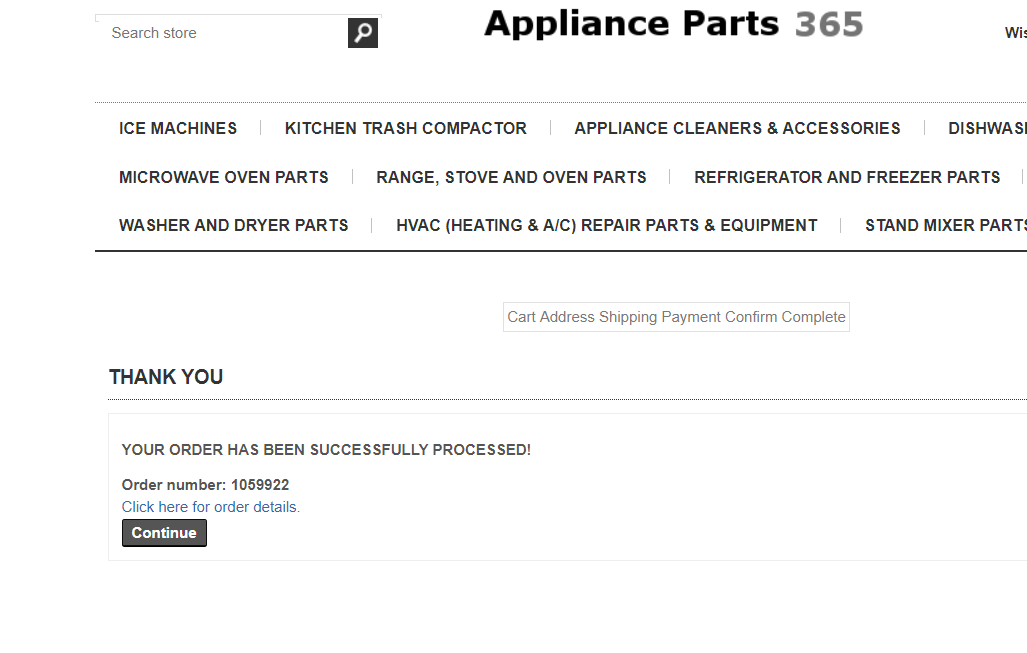 Search store
Appliance Parts 365
Wis
ICE MACHINES
KITCHEN TRASH COMPACTOR
APPLIANCE CLEANERS & ACCESSORIES
DISHWASH
MICROWAVE OVEN PARTS
RANGE, STOVE AND OVEN PARTS
REFRIGERATOR AND FREEZER PARTS
WASHER AND DRYER PARTS
HVAC (HEATING & A/C) REPAIR PARTS & EQUIPMENT
STAND MIXER PARTS
Cart Address Shipping Payment Confirm Complete
THANK YOU
YOUR ORDER HAS BEEN SUCCESSFULLY PROCESSED!
Order number: 1059922
Click here for order details.
Continue